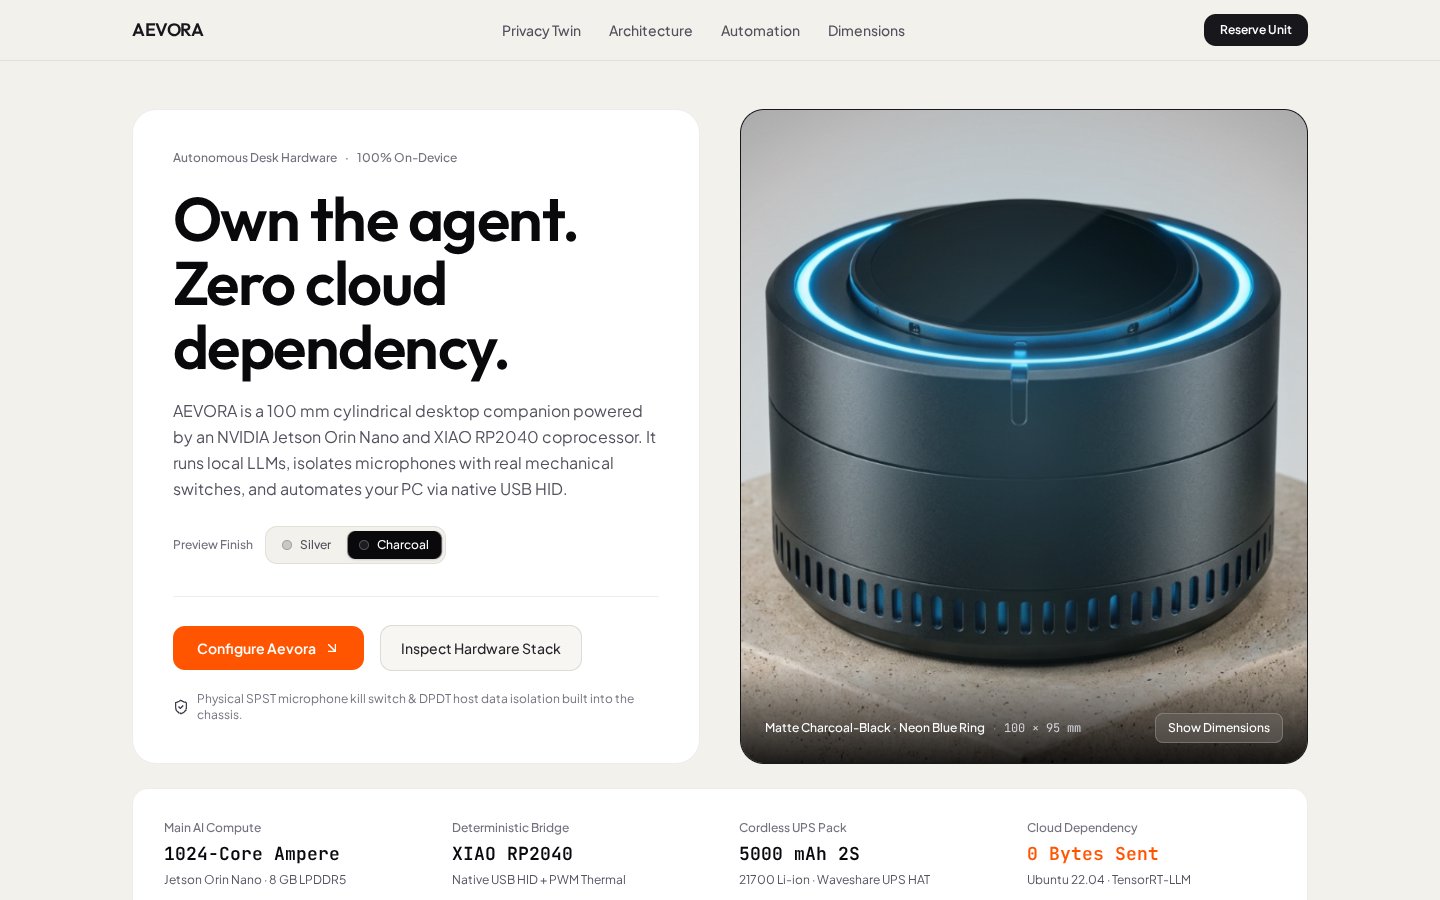 AEVORA
Privacy Twin
Architecture
Automation
Dimensions
Reserve Unit
Autonomous Desk Hardware · 100% On-Device
Own the agent.
Zero cloud
dependency.
AEVORA is a 100 mm cylindrical desktop companion powered
by an NVIDIA Jetson Orin Nano and XIAO RP2040 coprocessor. It
runs local LLMs, isolates microphones with real mechanical
switches, and automates your PC via native USB HID.
Preview Finish
Silver
Charcoal
Configure Aevora
Inspect Hardware Stack
Physical SPST microphone kill switch & DPDT host data isolation built into the
chassis.
Matte Charcoal-Black · Neon Blue Ring · 100 × 95 mm
Show Dimensions
Main AI Compute
1024-Core Ampere
Jetson Orin Nano · 8 GB LPDDR5
Deterministic Bridge
XIAO RP2040
Native USB HID + PWM Thermal
Cordless UPS Pack
5000 mAh 2S
21700 Li-ion · Waveshare UPS HAT
Cloud Dependency
0 Bytes Sent
Ubuntu 22.04 · TensorRT-LLM